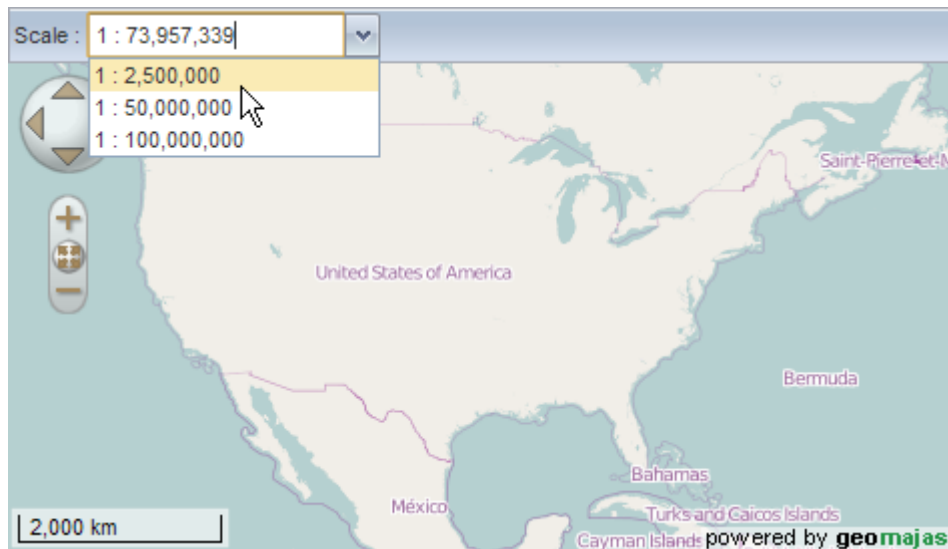 Scale : 1 : 73,957,339
1 : 2,500,000
1 : 50,000,000
1 : 100,000,000
Saint-Pierre-et-M
United States of America
Bermuda
Bahamas
México
Turks and Caicos Islands
2,000 km
Cayman Islands
powered by geomajas